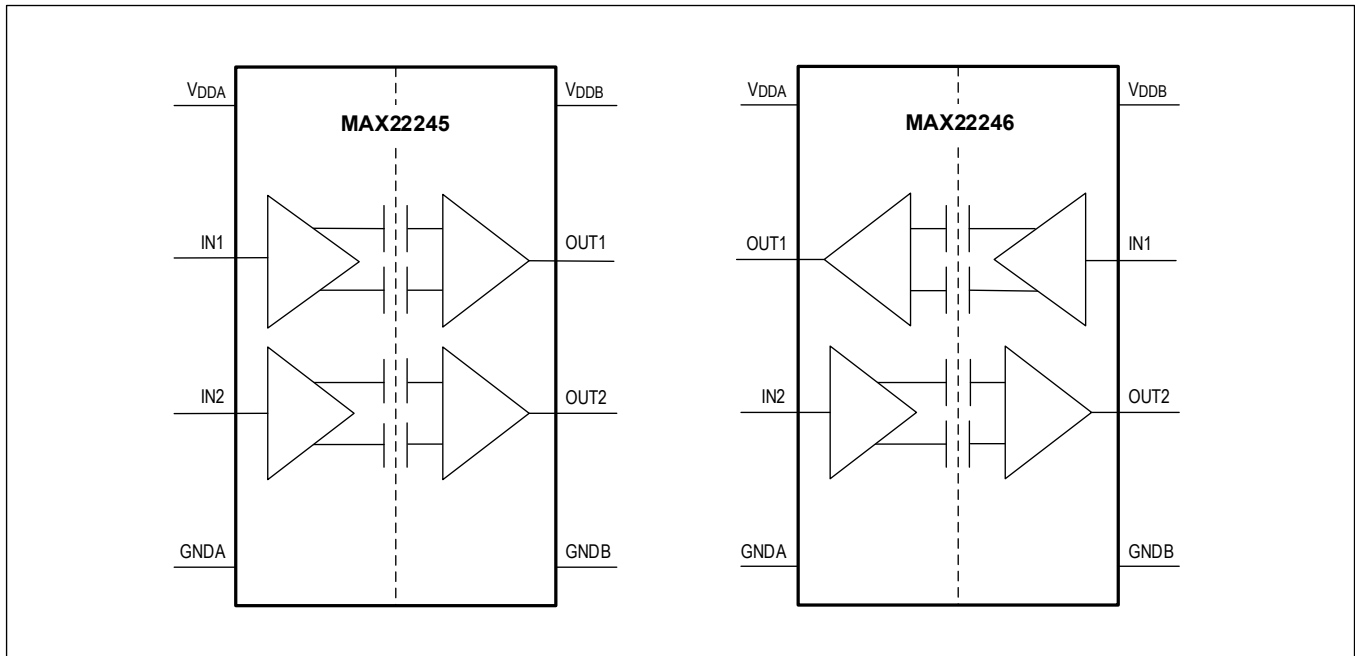 VDDA
VDDB
MAX22245
IN1
OUT1
IN2
OUT2
GNDA
GNDB
VDDA
VDDB
MAX22246
OUT1
IN1
IN2
OUT2
GNDA
GNDB